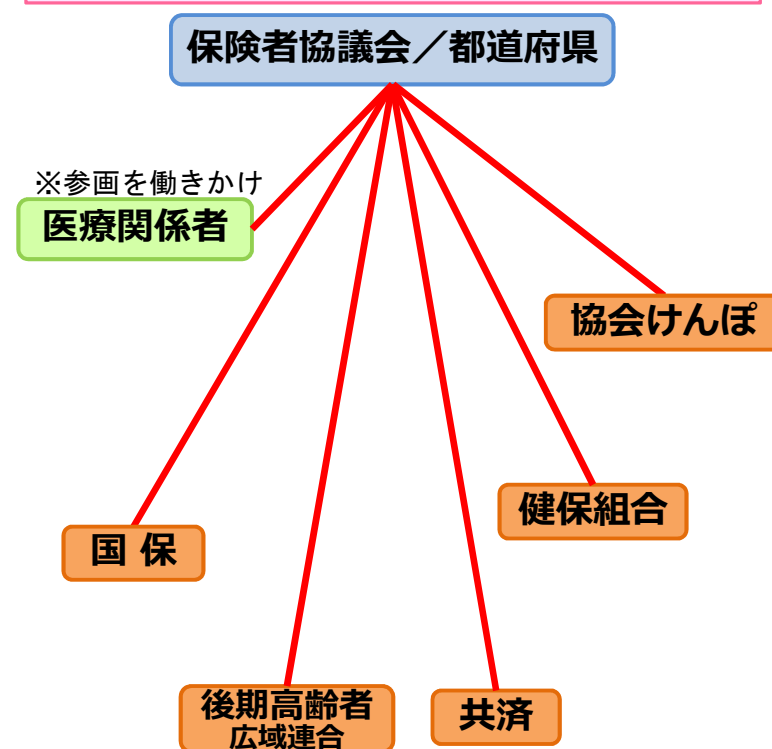 保険者協議会／都道府県
※参画を働きかけ
医療関係者
協会けんぽ
健保組合
国 保
後期高齢者
広域連合
共済